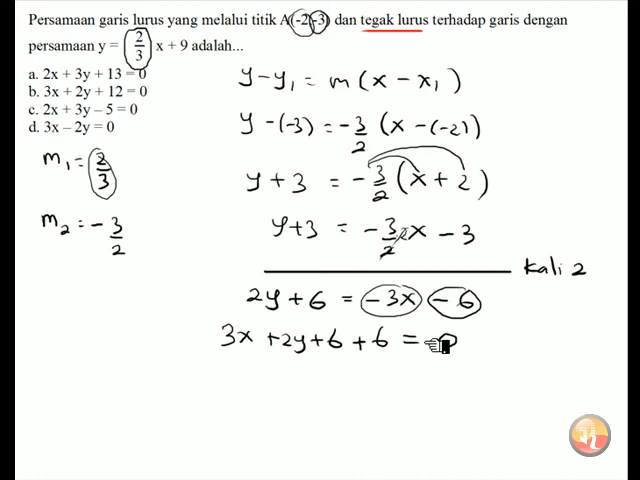 Persamaan garis lurus yang melalui titik A(-2,-3) dan tegak lurus terhadap garis dengan
persamaan y = (2/3) x + 9 adalah...
a. 2x + 3y + 13 = 0
b. 3x + 2y + 12 = 0
c. 2x + 3y – 5 = 0
d. 3x – 2y = 0
m₁ = 2/3
m₂ = -3/2
y - y₁ = m(x - x₁)
y - (-3) = -3/2 (x - (-2))
y + 3 = -3/2 (x + 2)
y + 3 = -3/2 x - 3
kali 2
2y + 6 = -3x - 6
3x + 2y + 6 + 6 =